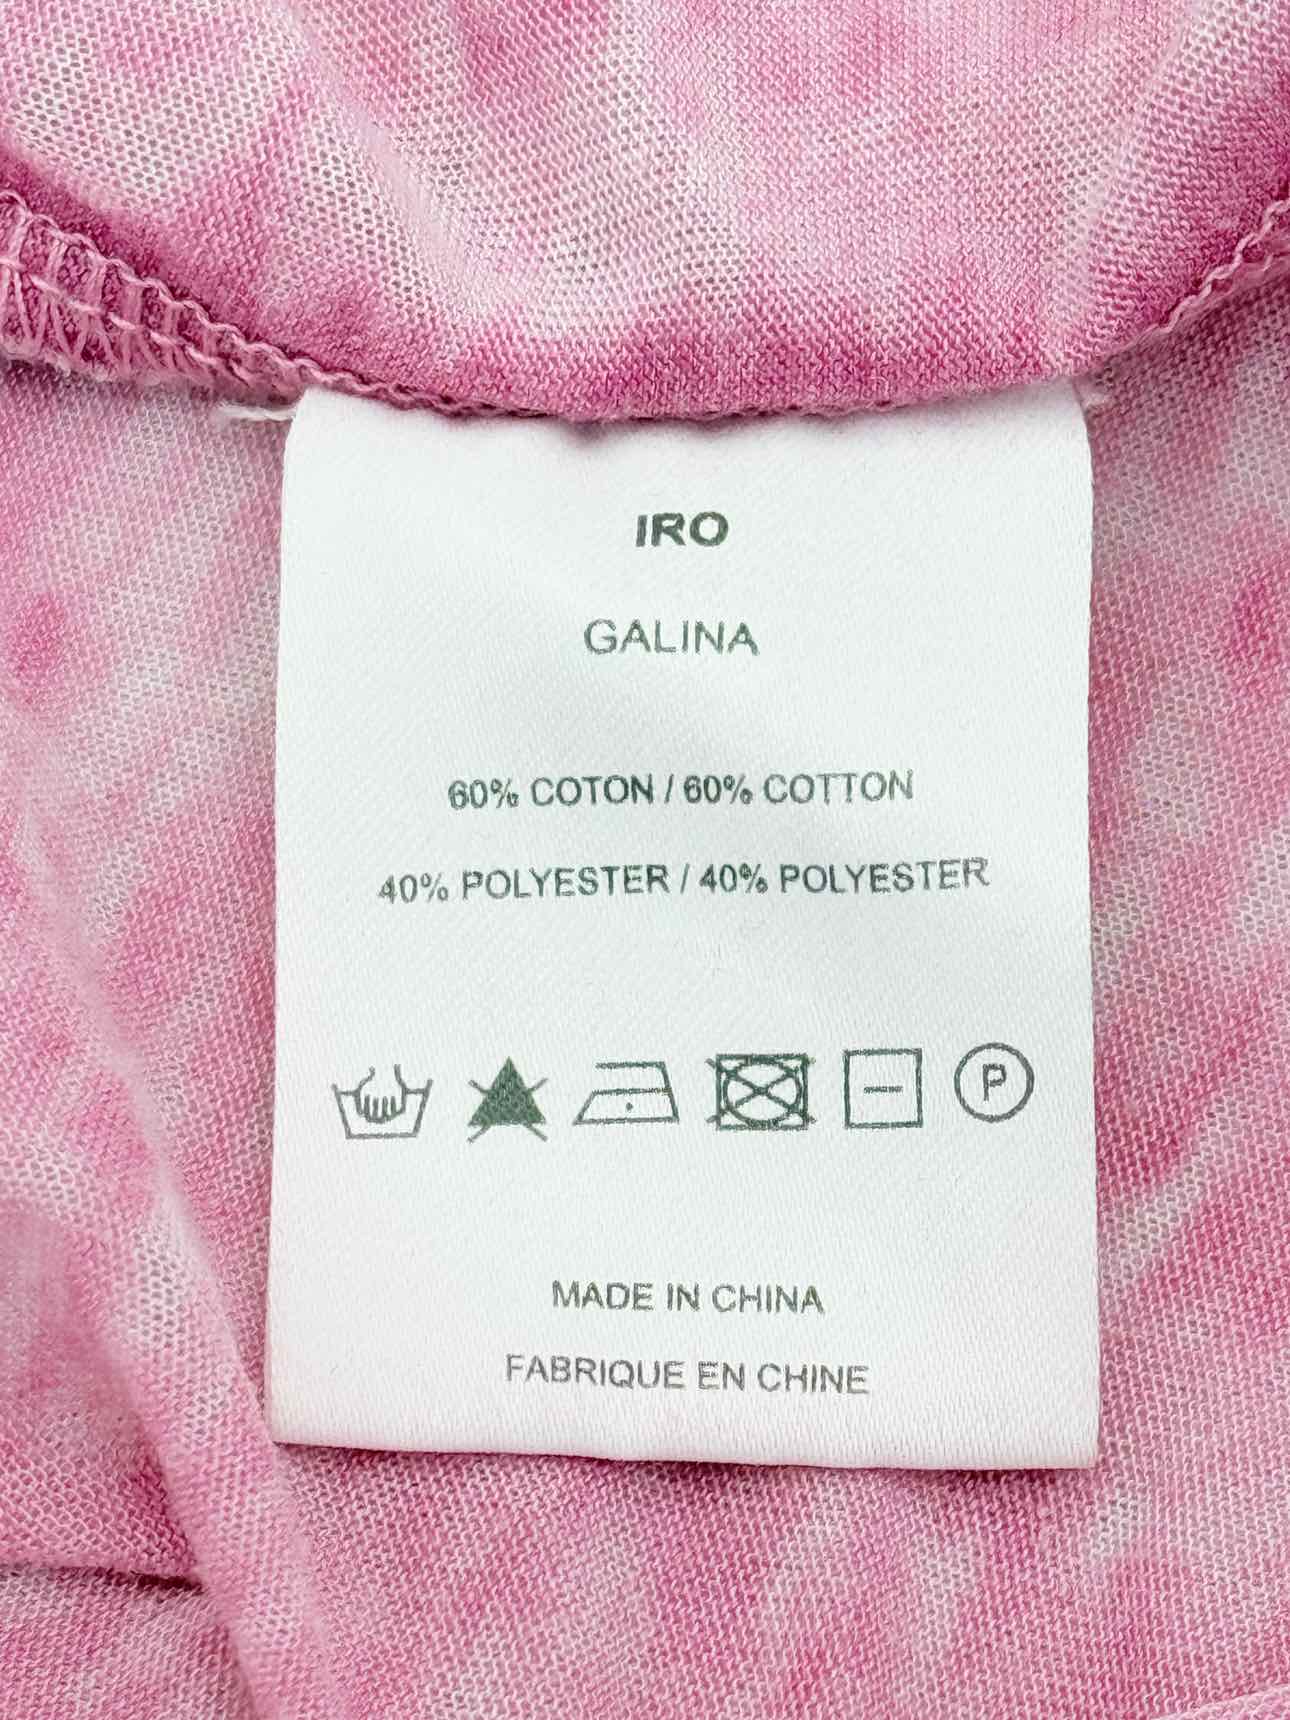 IRO
GALINA
60% COTON / 60% COTTON
40% POLYESTER / 40% POLYESTER
P
MADE IN CHINA
FABRIQUE EN CHINE